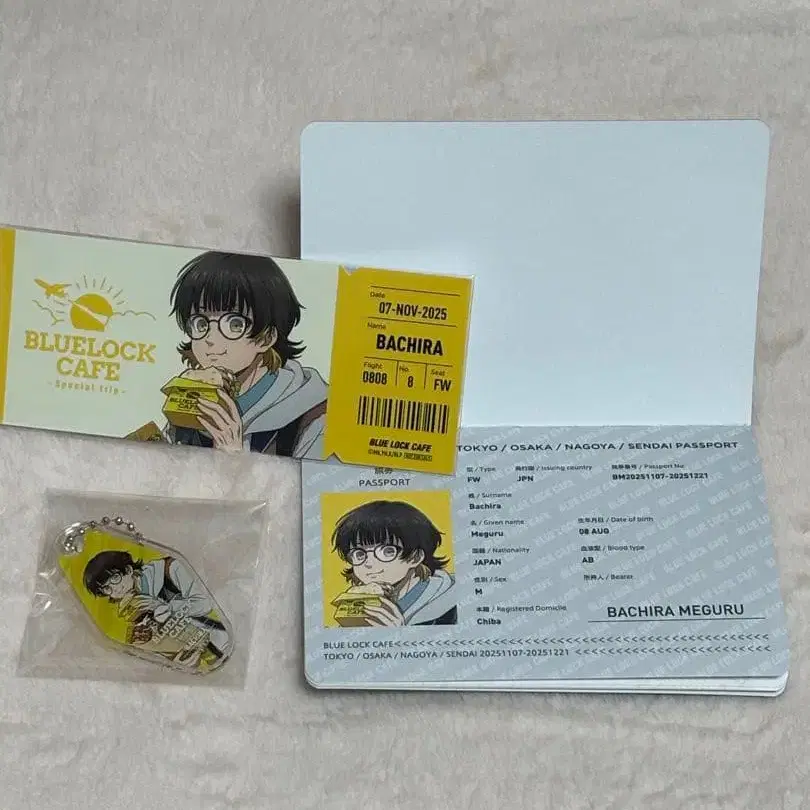 BLUELOCK
CAFE
- Special trip -
Date
07-NOV-2025
Name
BACHIRA
Flight
No.
Seat
0808
8
FW
BLUE LOCK CAFE
BLUELOCK
CAFE
TOKYO / OSAKA / NAGOYA / SENDAI PASSPORT
旅券
PASSPORT
型 / Type
発行国 / Issuing country
旅券番号 / Passport No
FW
JPN
BM20251107-20251221
姓 / Surname
Bachira
名 / Given name
生年月日 / Date of birth
Meguru
08 AUG
国籍 / Nationality
血液型 / Blood type
JAPAN
AB
性別 / Sex
所持人 / Bearer
M
本籍 / Registered Domicile
Chiba
BACHIRA MEGURU
BLUE LOCK CAFE<<<<<<<<<<<<<<<<<<<<<<<<<<<<<<<<<<<<<<<
TOKYO / OSAKA / NAGOYA / SENDAI 20251107-20251221 <<<<<<<<<<<<<<<<<<<
BLUELOCK
CAFE